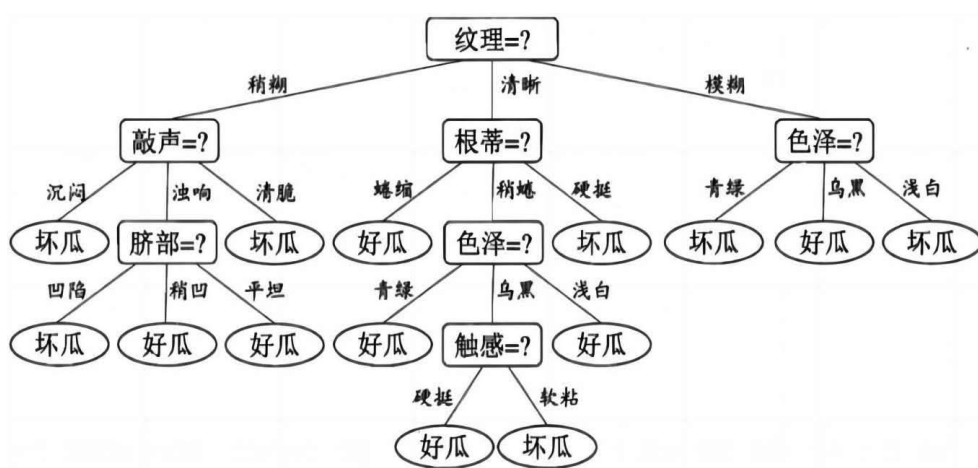 纹理=?
稍糊 清晰 模糊
敲声=? 根蒂=? 色泽=?
沉闷 浊响 清脆 蜷缩 稍蜷 硬挺 青绿 乌黑 浅白
坏瓜 脐部=? 坏瓜 好瓜 色泽=? 坏瓜 坏瓜 好瓜 坏瓜
凹陷 稍凹 平坦 青绿 乌黑 浅白
坏瓜 好瓜 好瓜 好瓜 触感=? 好瓜
硬挺 软粘
好瓜 坏瓜